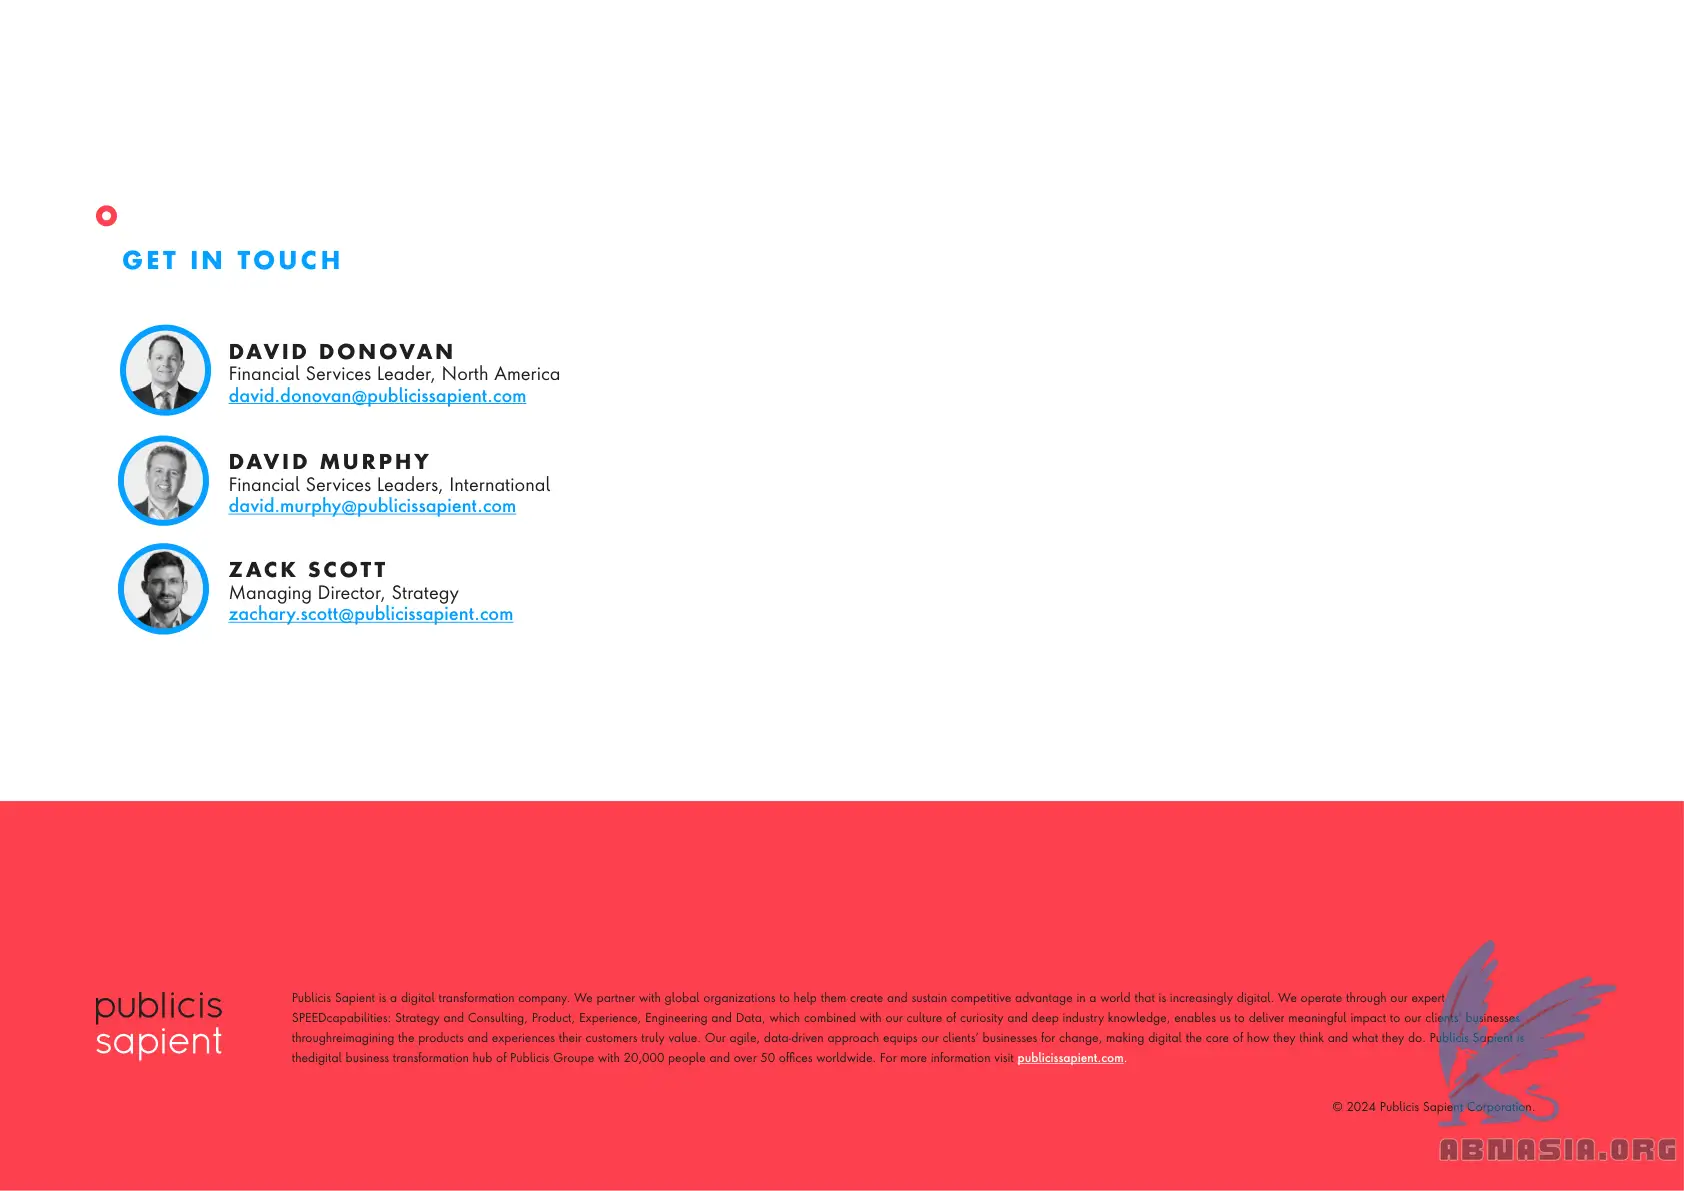 GET IN TOUCH
DAVID DONOVAN
Financial Services Leader, North America
david.donovan@publicissapient.com
DAVID MURPHY
Financial Services Leaders, International
david.murphy@publicissapient.com
ZACK SCOTT
Managing Director, Strategy
zachary.scott@publicissapient.com
publicis
sapient
Publicis Sapient is a digital transformation company. We partner with global organizations to help them create and sustain competitive advantage in a world that is increasingly digital. We operate through our expert
SPEEDcapabilities: Strategy and Consulting, Product, Experience, Engineering and Data, which combined with our culture of curiosity and deep industry knowledge, enables us to deliver meaningful impact to our clients' businesses
throughreimagining the products and experiences their customers truly value. Our agile, data-driven approach equips our clients' businesses for change, making digital the core of how they think and what they do. Publicis Sapient is
thedigital business transformation hub of Publicis Groupe with 20,000 people and over 50 offices worldwide. For more information visit publicissapient.com.
© 2024 Publicis Sapient Corporation.
ABNASIA.ORG